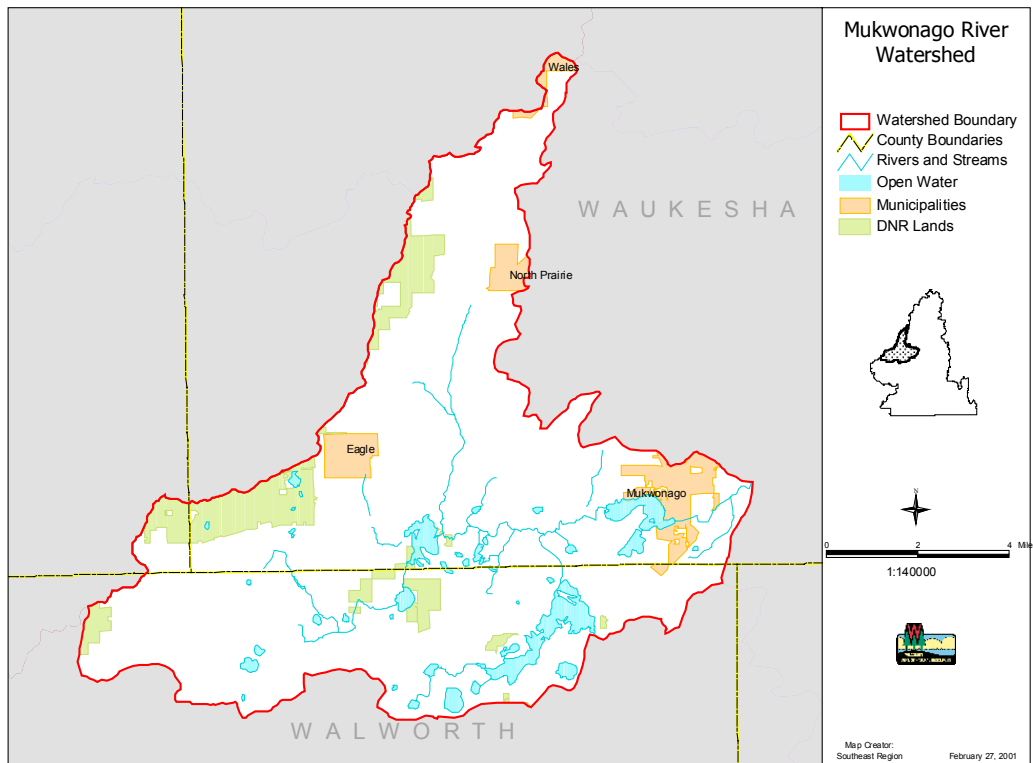 Mukwonago River
Watershed
Watershed Boundary
County Boundaries
Rivers and Streams
Open Water
Municipalities
DNR Lands
Wales
WAUKESHA
North Prairie
Eagle
Mukwonago
WALWORTH
N
0 2 4 Mile
1:140000
Map Creator:
Southeast Region February 27, 2001